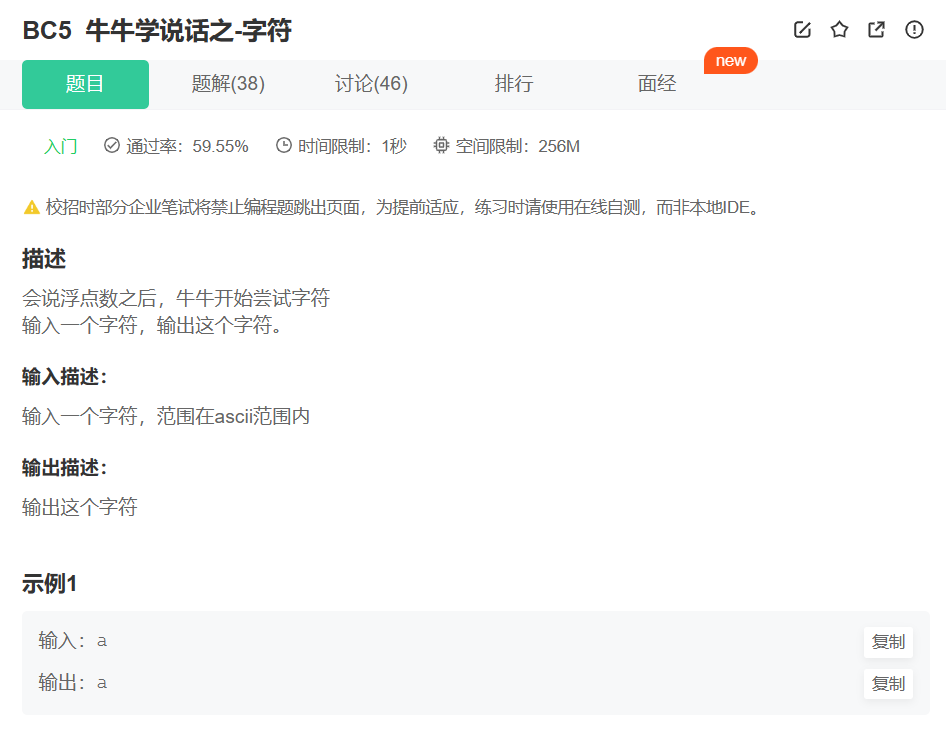 BC5 牛牛学说话之-字符
new
题目 题解(38) 讨论(46) 排行 面经
入门 通过率：59.55% 时间限制：1秒 空间限制：256M
校招时部分企业笔试将禁止编程题跳出页面，为提前适应，练习时请使用在线自测，而非本地IDE。
描述
会说浮点数之后，牛牛开始尝试字符
输入一个字符，输出这个字符。
输入描述：
输入一个字符，范围在ascii范围内
输出描述：
输出这个字符
示例1
输入：a 复制
输出：a 复制